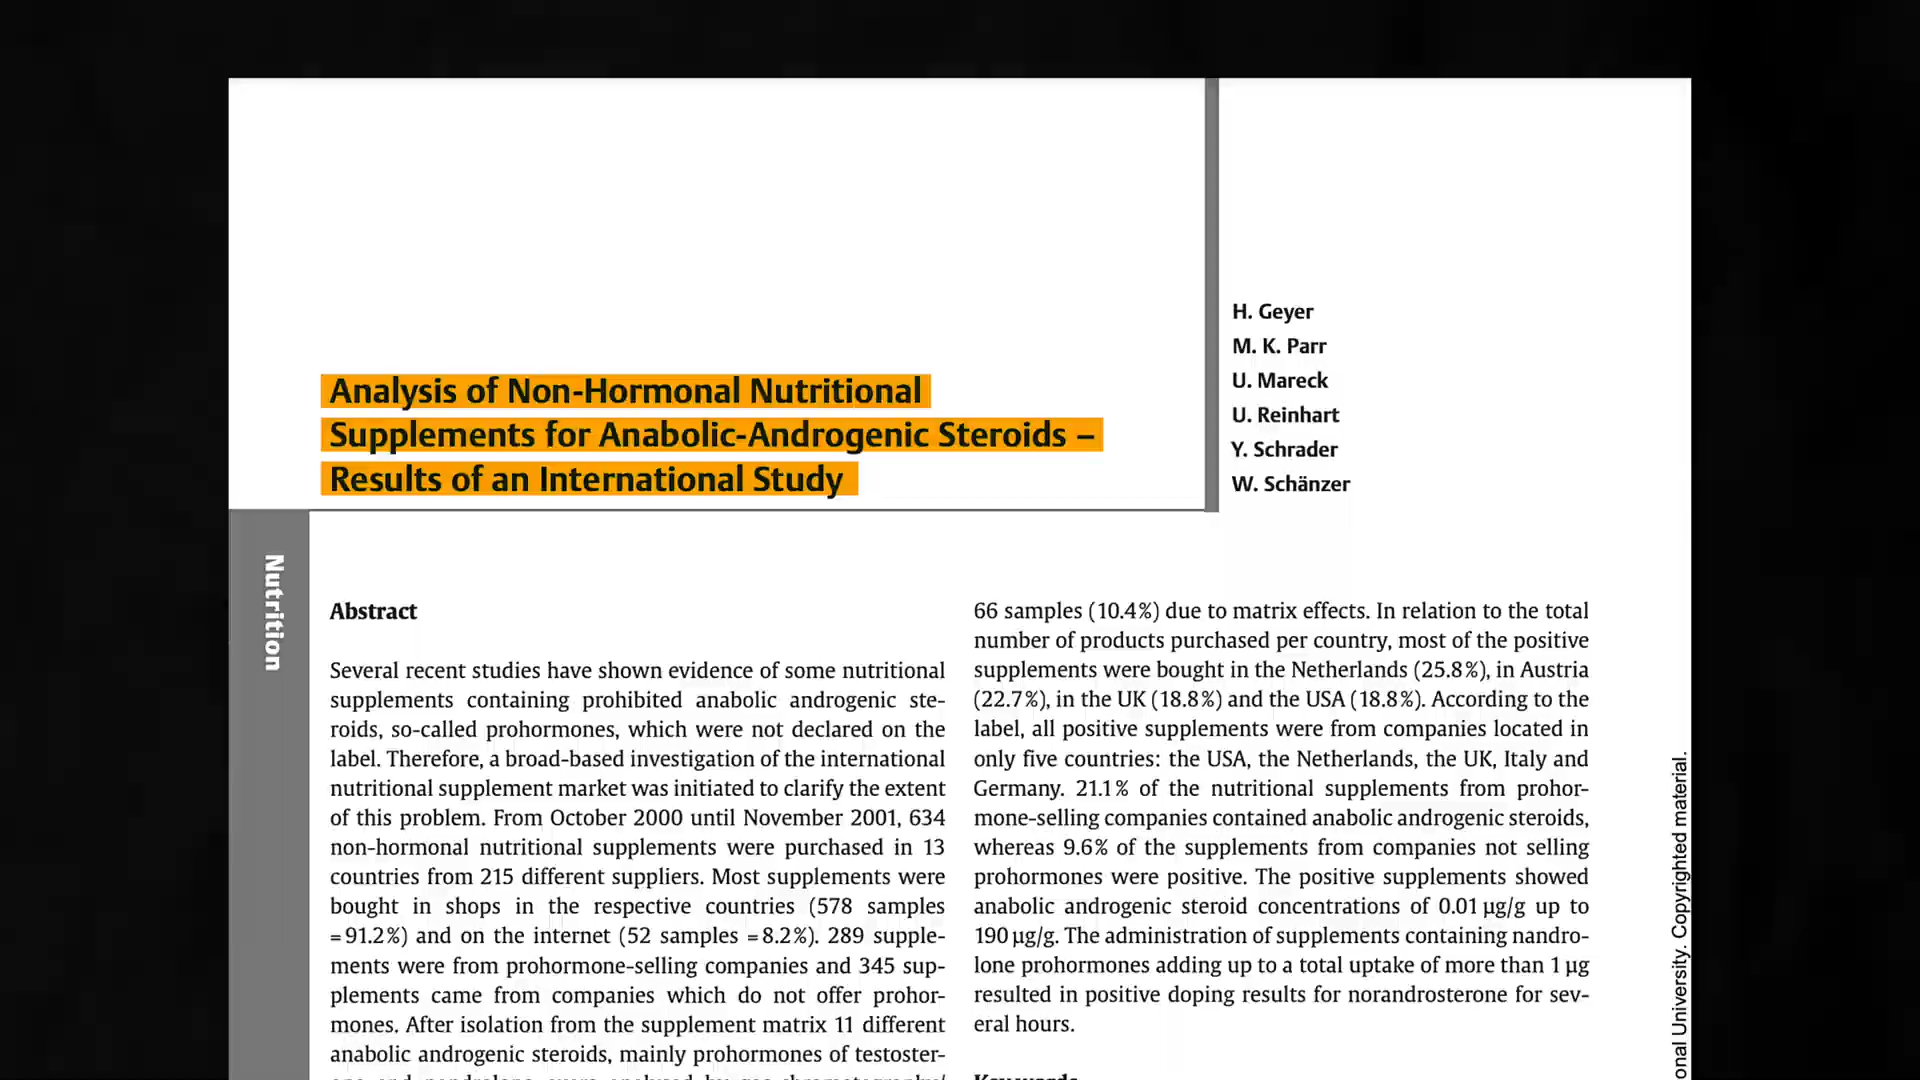 Analysis of Non-Hormonal Nutritional
Supplements for Anabolic-Androgenic Steroids –
Results of an International Study
H. Geyer
M. K. Parr
U. Mareck
U. Reinhart
Y. Schrader
W. Schänzer
Nutrition
Abstract
Several recent studies have shown evidence of some nutritional
supplements containing prohibited anabolic androgenic ste-
roids, so-called prohormones, which were not declared on the
label. Therefore, a broad-based investigation of the international
nutritional supplement market was initiated to clarify the extent
of this problem. From October 2000 until November 2001, 634
non-hormonal nutritional supplements were purchased in 13
countries from 215 different suppliers. Most supplements were
bought in shops in the respective countries (578 samples
=91.2%) and on the internet (52 samples =8.2%). 289 supple-
ments were from prohormone-selling companies and 345 sup-
plements came from companies which do not offer prohor-
mones. After isolation from the supplement matrix 11 different
anabolic androgenic steroids, mainly prohormones of testoster-
66 samples (10.4%) due to matrix effects. In relation to the total
number of products purchased per country, most of the positive
supplements were bought in the Netherlands (25.8%), in Austria
(22.7%), in the UK (18.8%) and the USA (18.8%). According to the
label, all positive supplements were from companies located in
only five countries: the USA, the Netherlands, the UK, Italy and
Germany. 21.1% of the nutritional supplements from prohor-
mone-selling companies contained anabolic androgenic steroids,
whereas 9.6% of the supplements from companies not selling
prohormones were positive. The positive supplements showed
anabolic androgenic steroid concentrations of 0.01 µg/g up to
190 µg/g. The administration of supplements containing nandro-
lone prohormones adding up to a total uptake of more than 1 µg
resulted in positive doping results for norandrosterone for sev-
eral hours.
onal University. Copyrighted material.